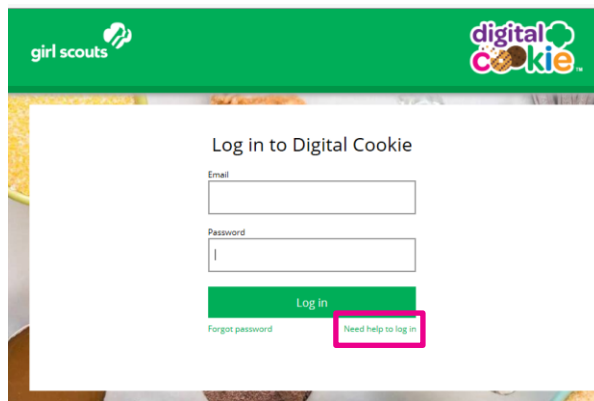 girl scouts
digital
cookie™
Log in to Digital Cookie
Email
Password
Log in
Forgot password
Need help to log in